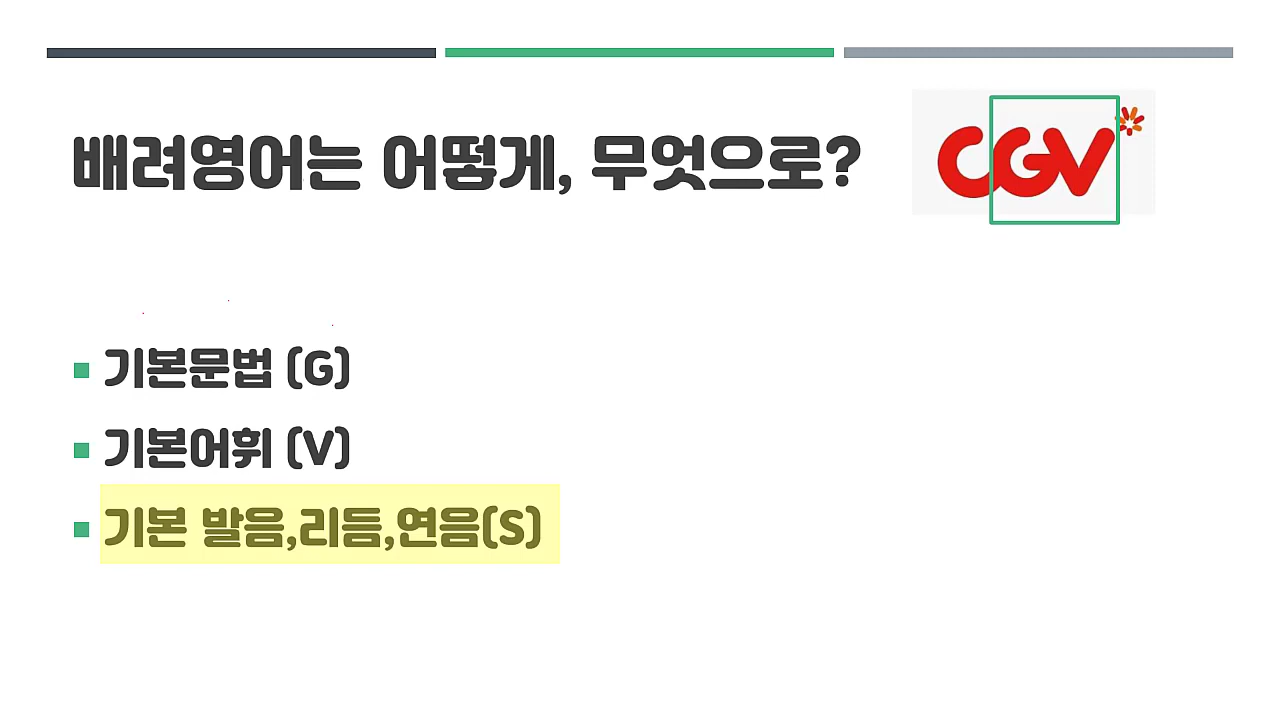 배려영어는 어떻게, 무엇으로?
CGV
기본문법 (G)
기본어휘 (V)
기본 발음,리듬,연음(S)